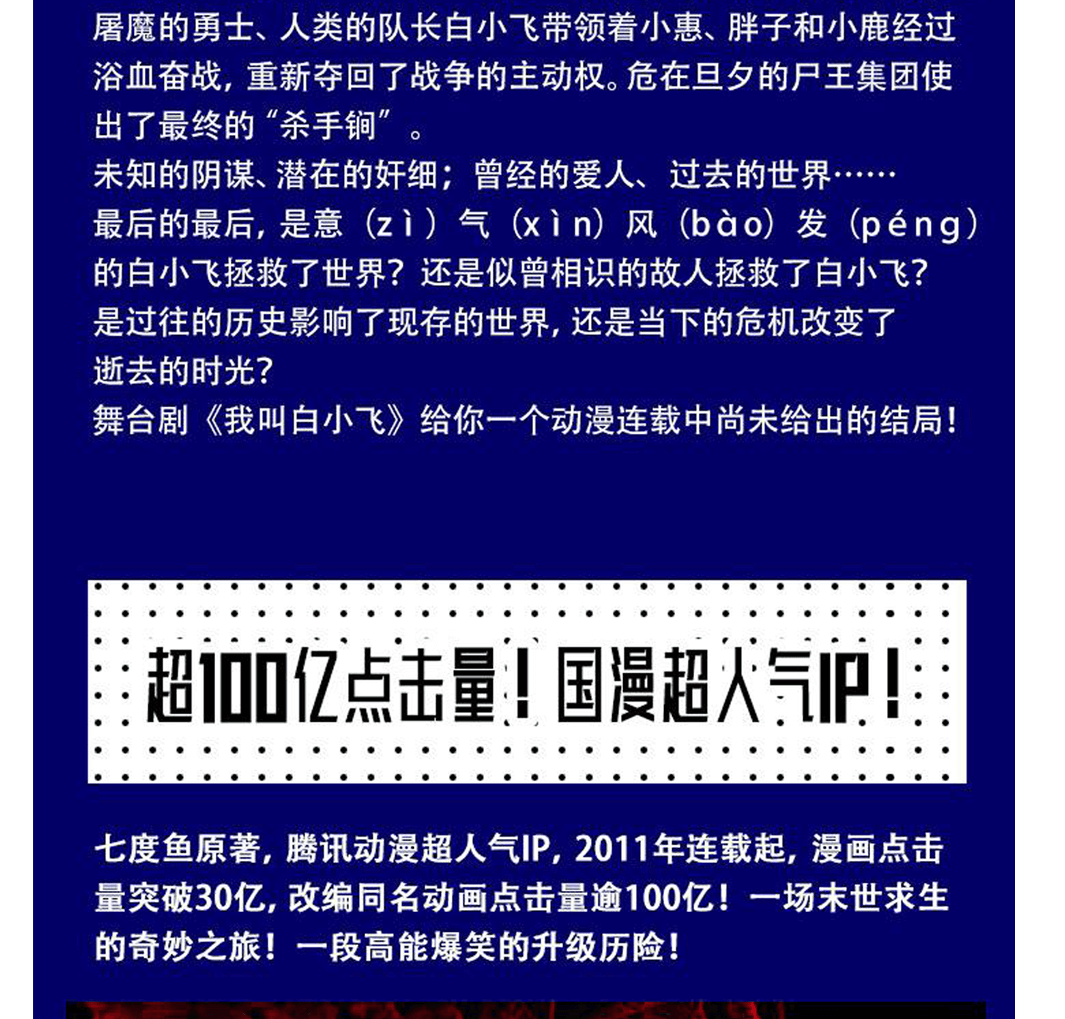 屠魔的勇士、人类的队长白小飞带领着小惠、胖子和小鹿经过
浴血奋战,重新夺回了战争的主动权。危在旦夕的尸王集团使
出了最终的“杀手锏”。
未知的阴谋、潜在的奸细；曾经的爱人、过去的世界……
最后的最后,是意（zì）气（xìn）风（bào）发（péng）
的白小飞拯救了世界？还是似曾相识的故人拯救了白小飞？
是过往的历史影响了现存的世界,还是当下的危机改变了
逝去的时光？
舞台剧《我叫白小飞》给你一个动漫连载中尚未给出的结局！
超100亿点击量！国漫超人气IP！
七度鱼原著,腾讯动漫超人气IP,2011年连载起,漫画点击
量突破30亿,改编同名动画点击量逾100亿！一场末世求生
的奇妙之旅！一段高能爆笑的升级历险！